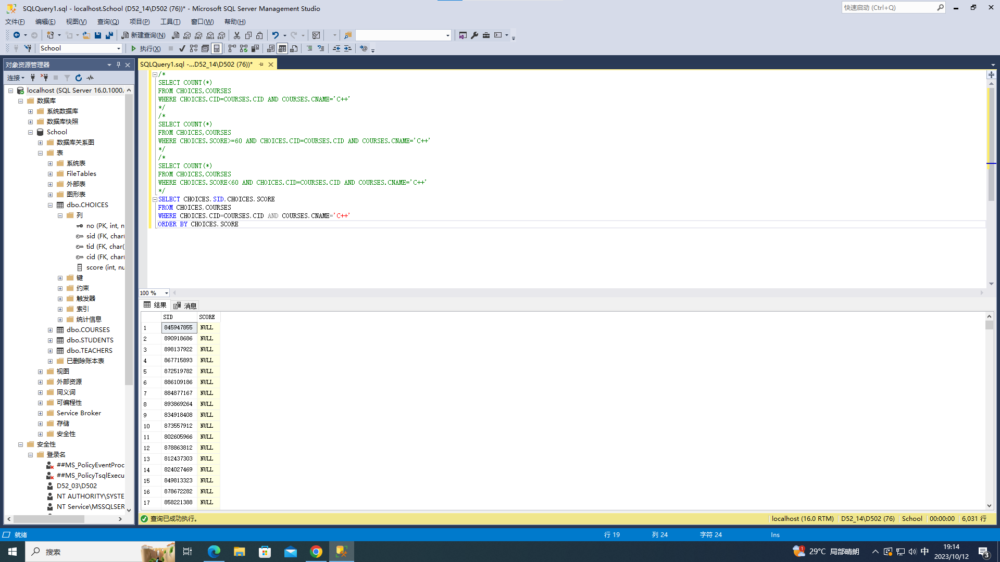 SQLQuery1.sql - localhost.School (D52_14\D502 (76))* - Microsoft SQL Server Management Studio
快速启动 (Ctrl+Q)
文件(F) 编辑(E) 视图(V) 查询(Q) 项目(P) 工具(T) 窗口(W) 帮助(H)
新建查询(N) MDX DMX XMLA DAX
School 执行(X)
对象资源管理器
SQLQuery1.sql -...D52_14\D502 (76))*
连接
localhost (SQL Server 16.0.1000.
数据库
系统数据库
数据库快照
School
数据库关系图
表
系统表
FileTables
外部表
图形表
dbo.CHOICES
列
no (PK, int, n
sid (FK, char(
tid (FK, char(
cid (FK, char(
score (int, nu
键
约束
触发器
索引
统计信息
dbo.COURSES
dbo.STUDENTS
dbo.TEACHERS
已删除账本表
视图
外部资源
同义词
可编程性
Service Broker
存储
安全性
安全性
登录名
##MS_PolicyEventProc
##MS_PolicyTsqlExecu
D52_03\D502
NT AUTHORITY\SYSTE
NT Service\MSSQLSER
/*
SELECT COUNT(*)
FROM CHOICES,COURSES
WHERE CHOICES.CID=COURSES.CID AND COURSES.CNAME='C++'
*/
/*
SELECT COUNT(*)
FROM CHOICES,COURSES
WHERE CHOICES.SCORE>=60 AND CHOICES.CID=COURSES.CID AND COURSES.CNAME='C++'
*/
/*
SELECT COUNT(*)
FROM CHOICES,COURSES
WHERE CHOICES.SCORE<60 AND CHOICES.CID=COURSES.CID AND COURSES.CNAME='C++'
*/
SELECT CHOICES.SID,CHOICES.SCORE
FROM CHOICES,COURSES
WHERE CHOICES.CID=COURSES.CID AND COURSES.CNAME='C++'
ORDER BY CHOICES.SCORE
100 %
结果 消息
SID SCORE
1 845947855 NULL
2 890918686 NULL
3 898137922 NULL
4 867715893 NULL
5 872519782 NULL
6 886109186 NULL
7 884877167 NULL
8 893869264 NULL
9 834918408 NULL
10 873557912 NULL
11 802605966 NULL
12 878863812 NULL
13 812437303 NULL
14 824027469 NULL
15 849813323 NULL
16 878672282 NULL
17 858221388 NULL
查询已成功执行。 localhost (16.0 RTM) D52_14\D502 (76) School 00:00:00 6,031 行
就绪 行 19 列 24 字符 24 Ins
搜索 1 29°C 局部晴朗 中 19:14
2023/10/12 3